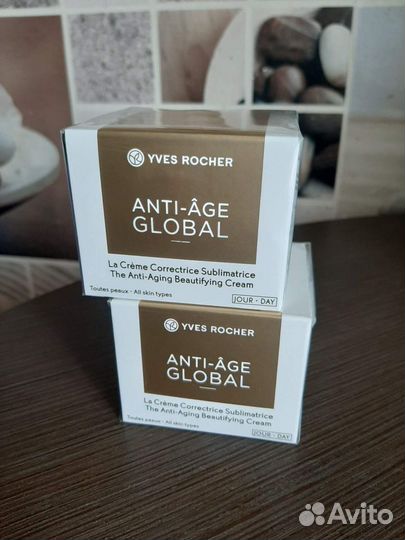 YVES ROCHER
ANTI-ÂGE
GLOBAL
La Crème Correctrice Sublimatrice
The Anti-Aging Beautifying Cream
Toutes peaux - All skin types
JOUR - DAY
YVES ROCHER
ANTI-ÂGE
GLOBAL
La Crème Correctrice Sublimatrice
The Anti-Aging Beautifying Cream
Toutes peaux - All skin types
JOUR - DAY
Avito